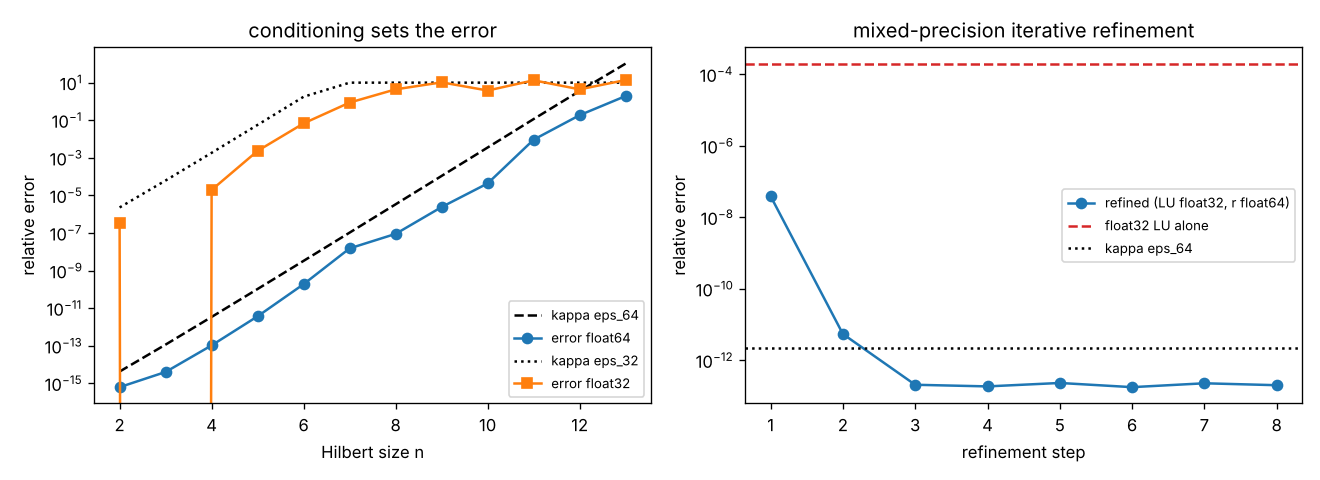 conditioning sets the error
relative error
10^1
10^-1
10^-3
10^-5
10^-7
10^-9
10^-11
10^-13
10^-15
kappa eps_64
error float64
kappa eps_32
error float32
2 4 6 8 10 12
Hilbert size n
mixed-precision iterative refinement
relative error
10^-4
10^-6
10^-8
10^-10
10^-12
refined (LU float32, r float64)
float32 LU alone
kappa eps_64
1 2 3 4 5 6 7 8
refinement step